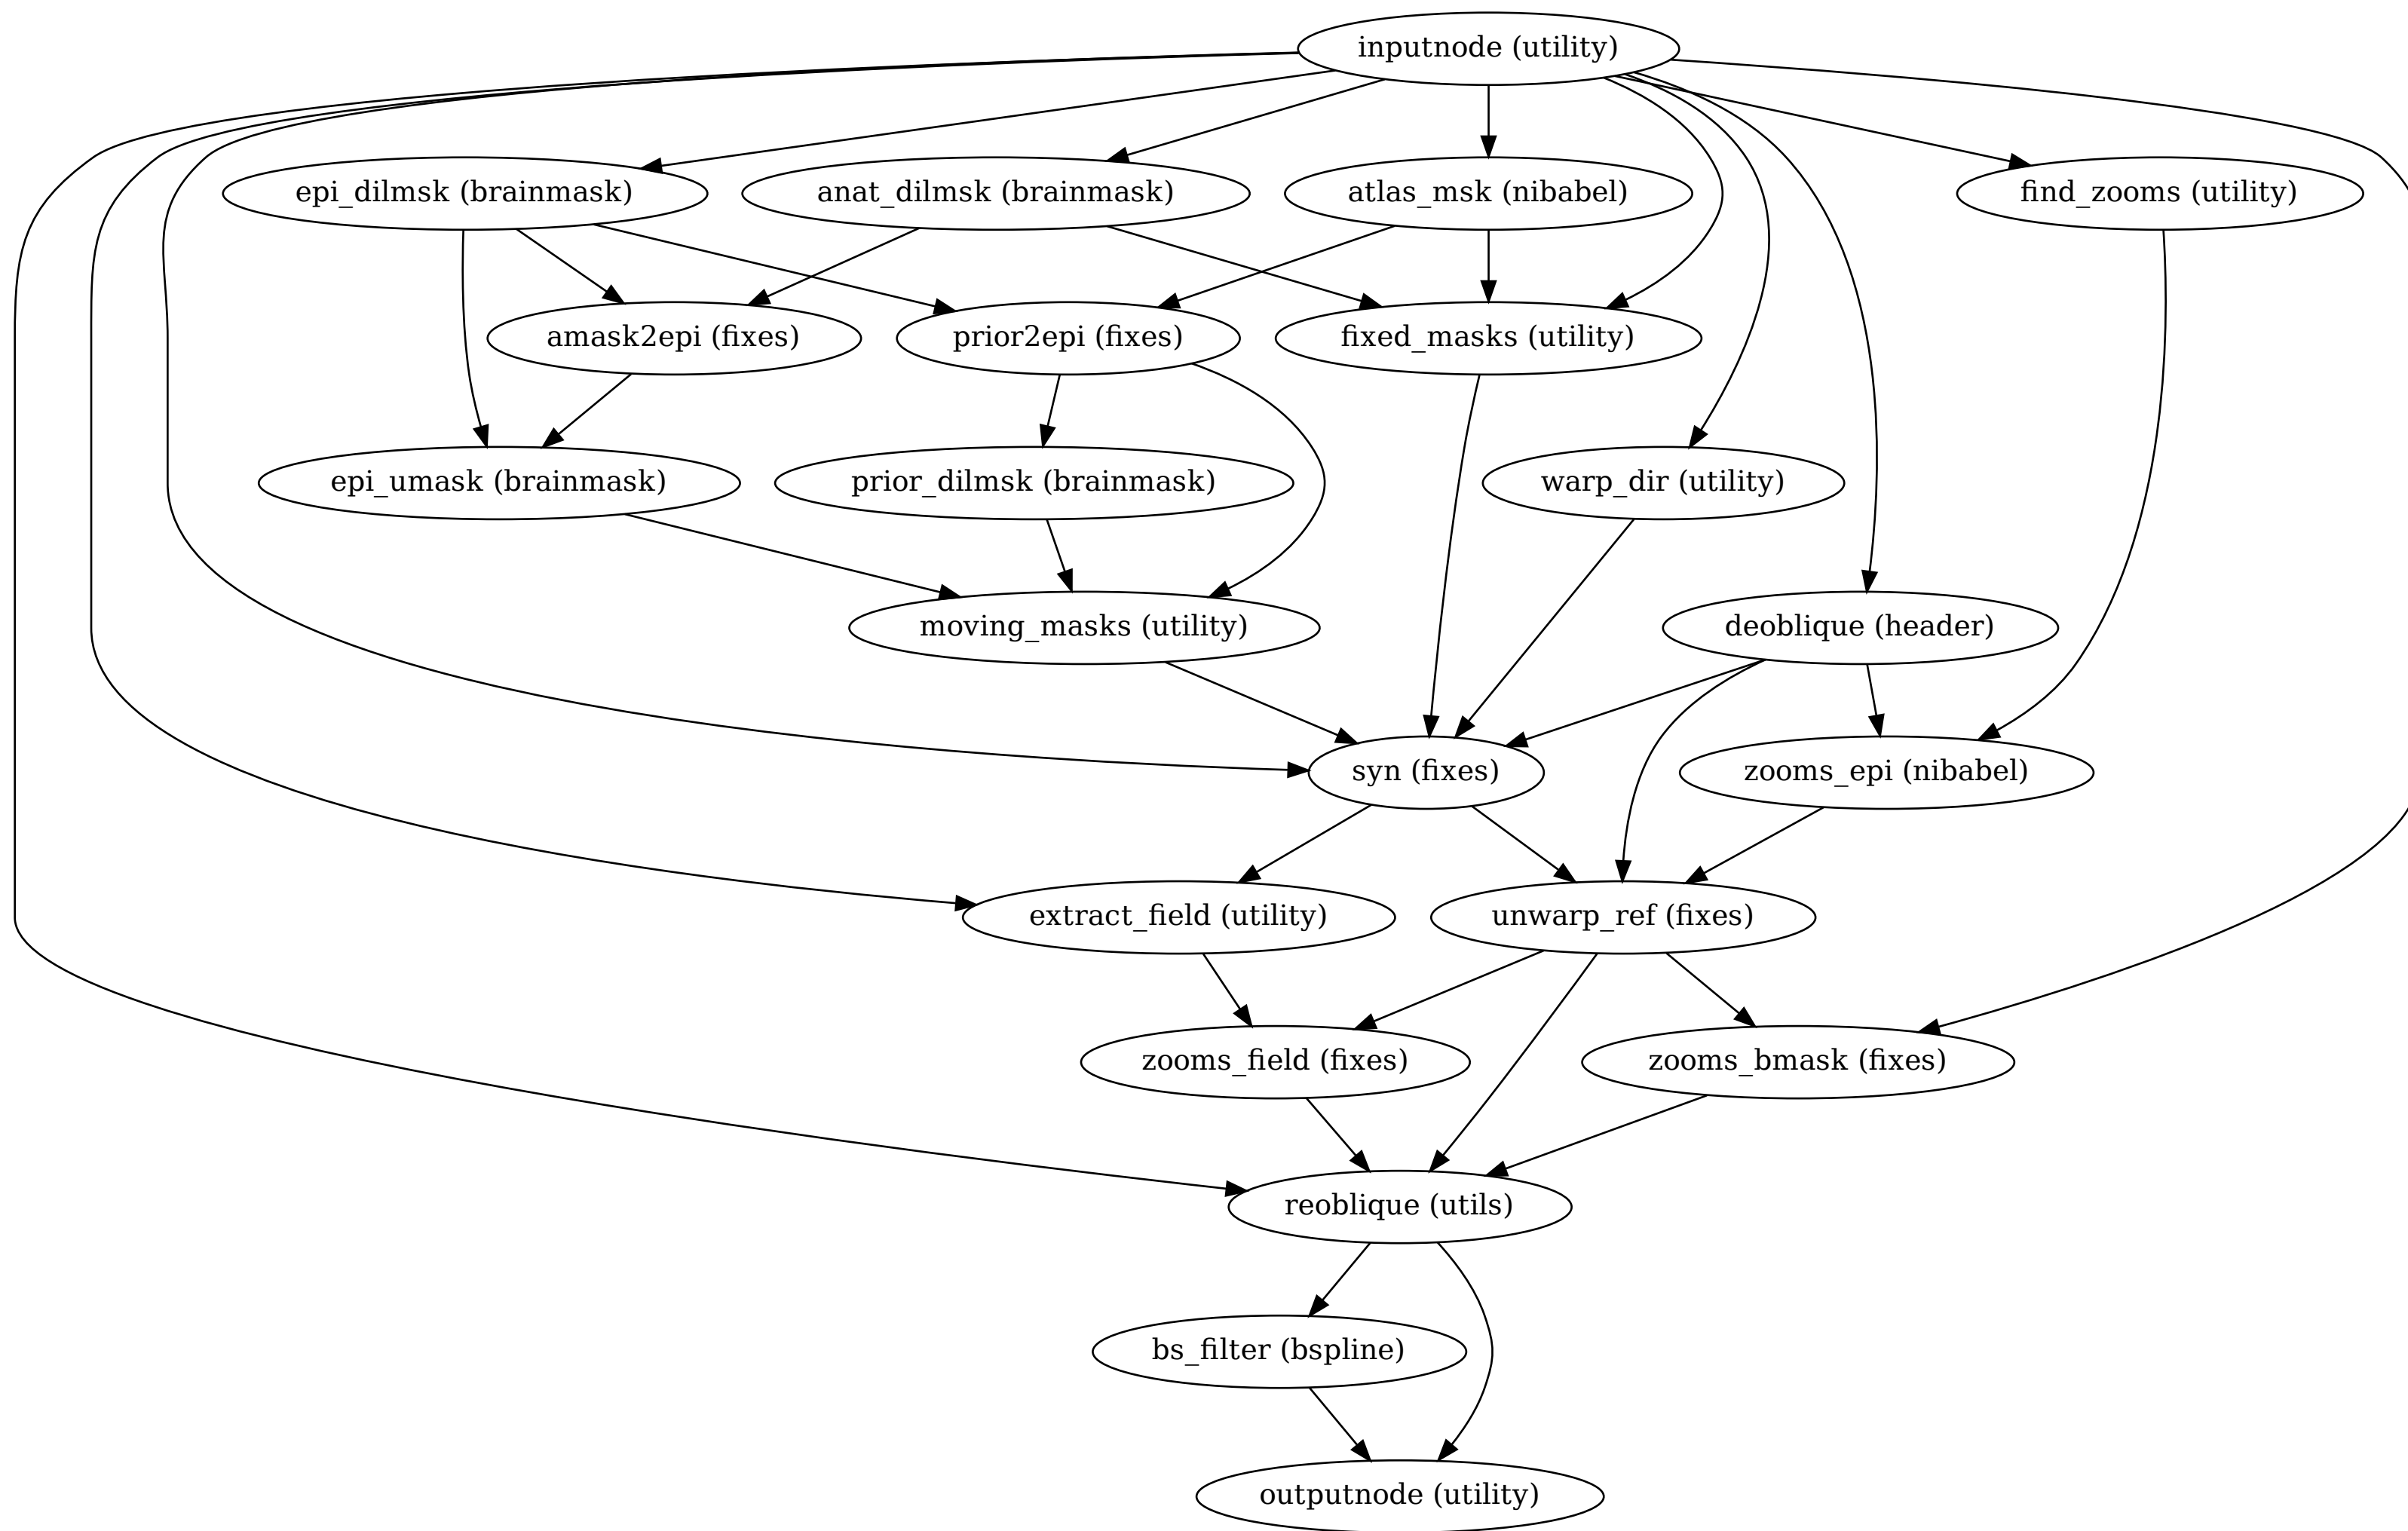 inputnode (utility)
epi_dilmsk (brainmask)
anat_dilmsk (brainmask)
atlas_msk (nibabel)
find_zooms (utility)
amask2epi (fixes)
prior2epi (fixes)
fixed_masks (utility)
epi_umask (brainmask)
prior_dilmsk (brainmask)
warp_dir (utility)
moving_masks (utility)
deoblique (header)
syn (fixes)
zooms_epi (nibabel)
extract_field (utility)
unwarp_ref (fixes)
zooms_field (fixes)
zooms_bmask (fixes)
reoblique (utils)
bs_filter (bspline)
outputnode (utility)